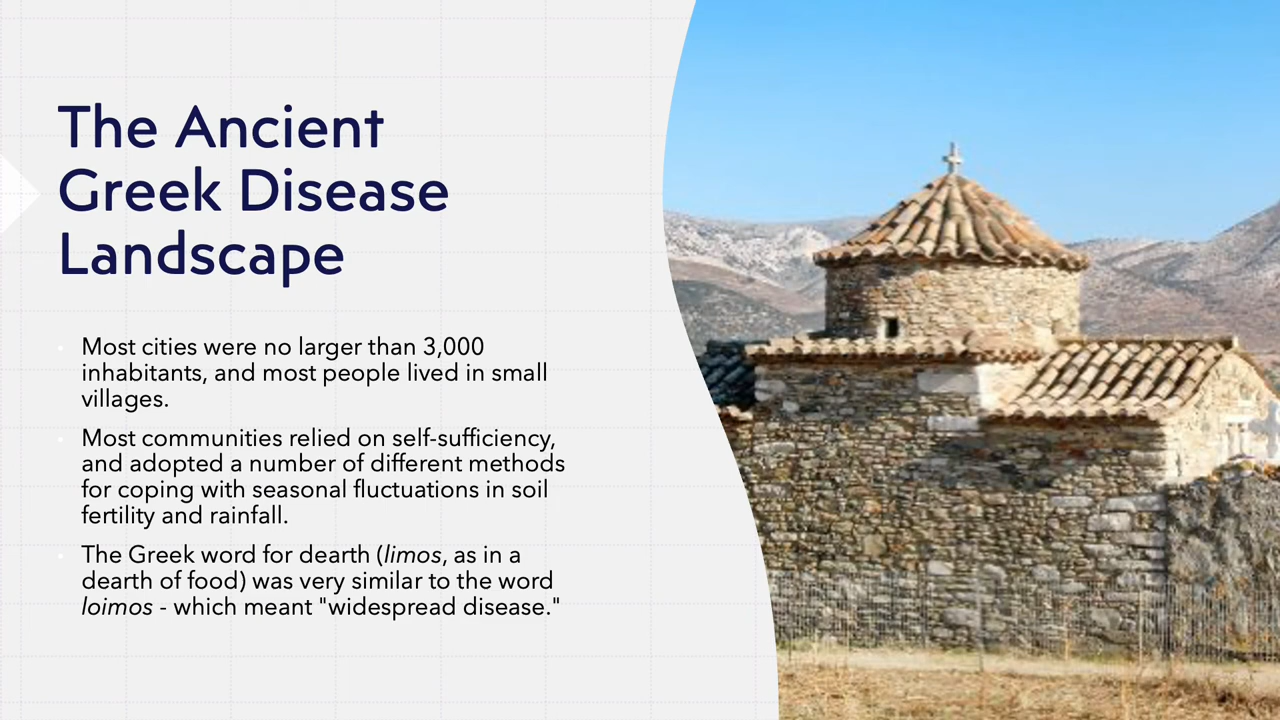 The Ancient
Greek Disease
Landscape
Most cities were no larger than 3,000
inhabitants, and most people lived in small
villages.
Most communities relied on self-sufficiency,
and adopted a number of different methods
for coping with seasonal fluctuations in soil
fertility and rainfall.
The Greek word for dearth (limos, as in a
dearth of food) was very similar to the word
loimos - which meant "widespread disease."